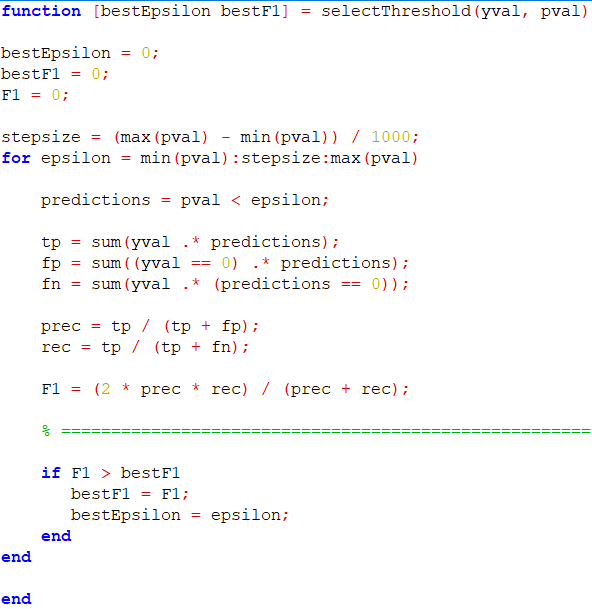 function [bestEpsilon bestF1] = selectThreshold(yval, pval)
bestEpsilon = 0;
bestF1 = 0;
F1 = 0;
stepsize = (max(pval) - min(pval)) / 1000;
for epsilon = min(pval):stepsize:max(pval)
predictions = pval < epsilon;
tp = sum(yval .* predictions);
fp = sum((yval == 0) .* predictions);
fn = sum(yval .* (predictions == 0));
prec = tp / (tp + fp);
rec = tp / (tp + fn);
F1 = (2 * prec * rec) / (prec + rec);
% =====================================================
if F1 > bestF1
bestF1 = F1;
bestEpsilon = epsilon;
end
end
end